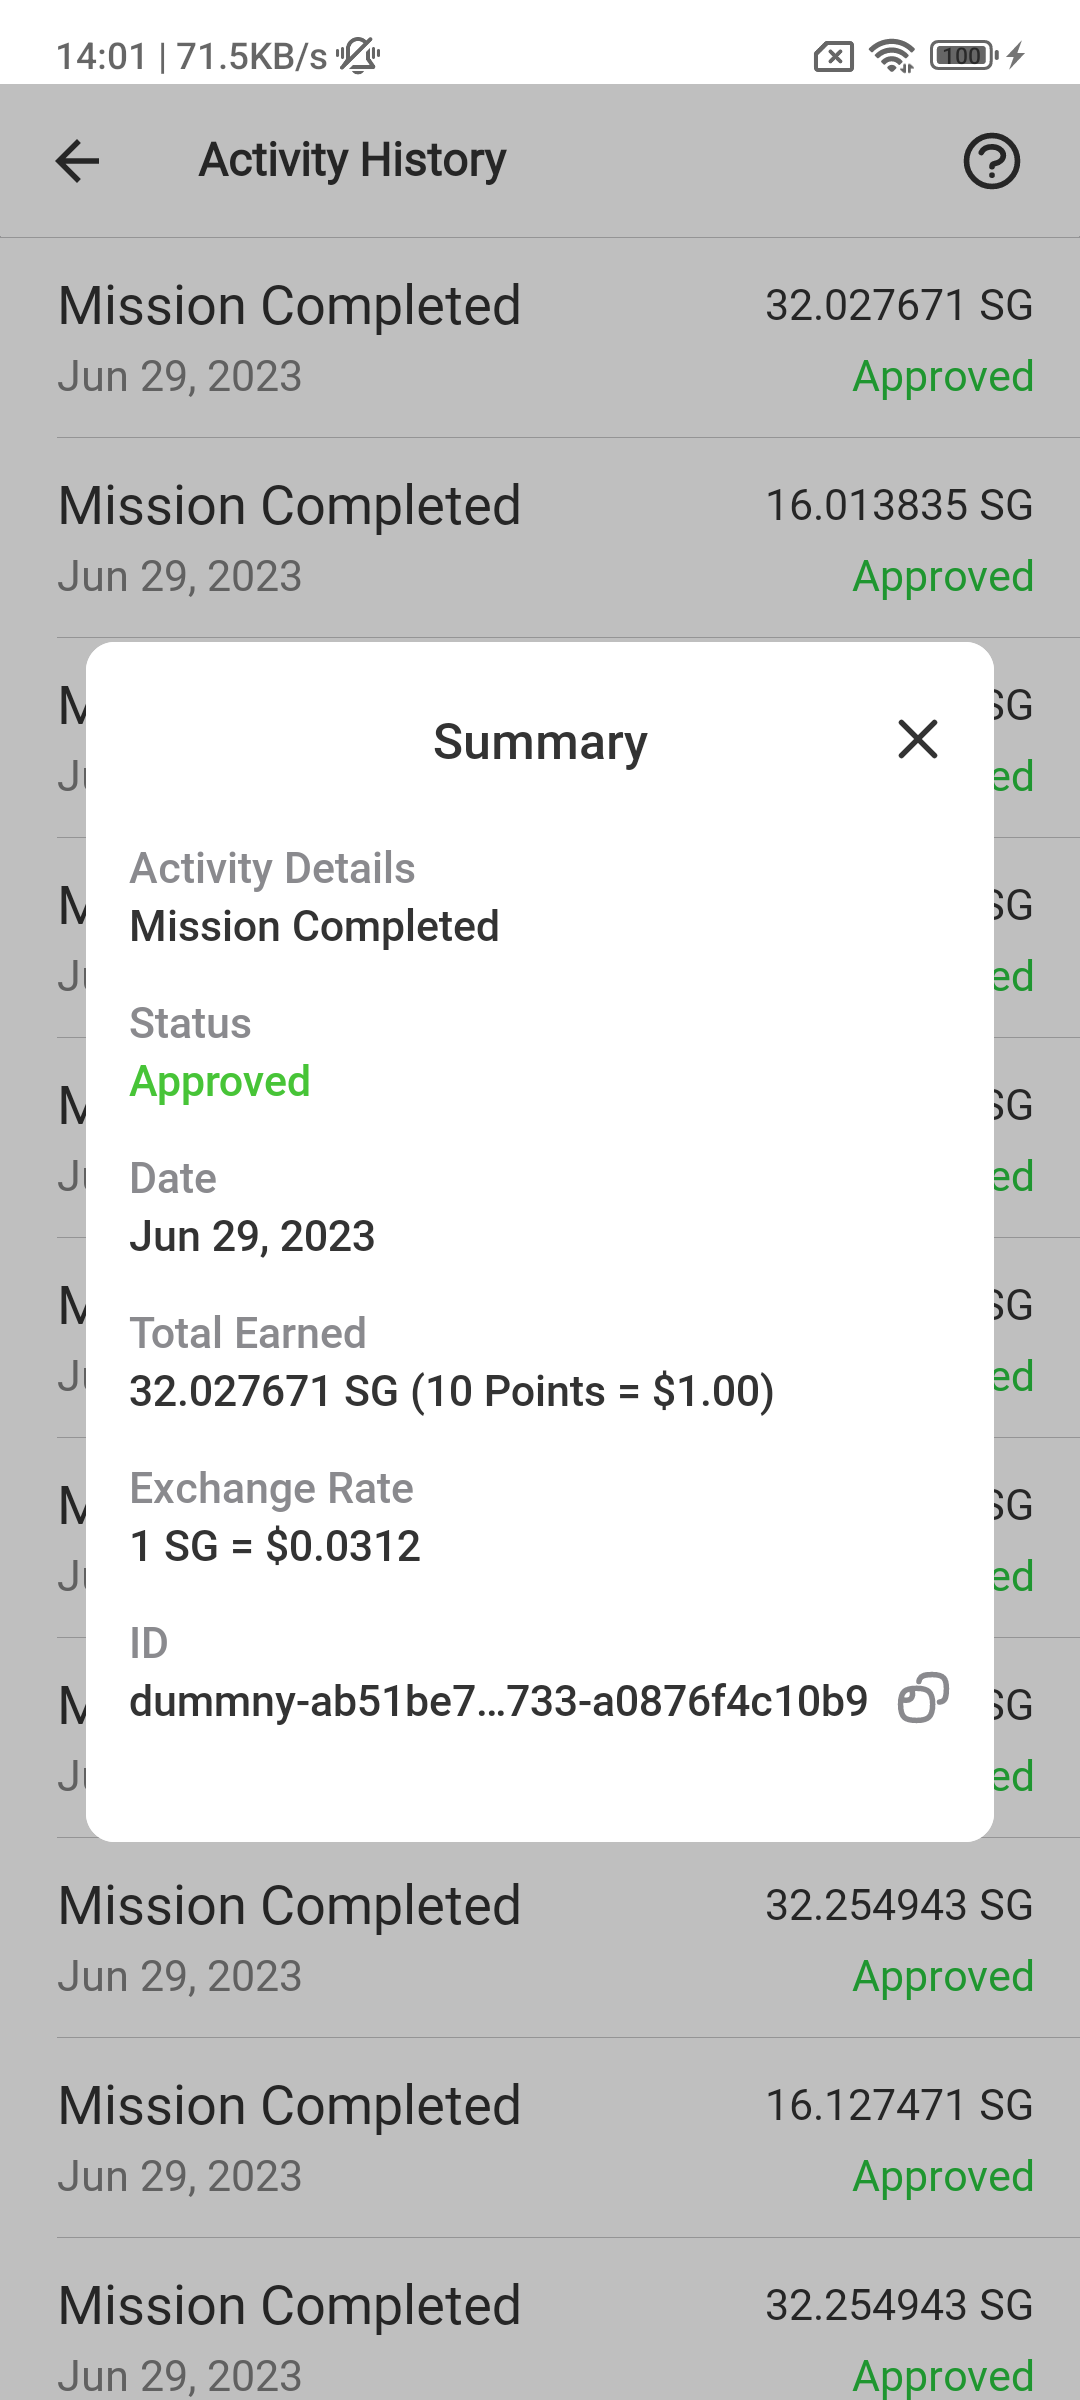 14:01 | 71.5KB/s
100
Activity History
Mission Completed 32.027671 SG
Jun 29, 2023 Approved
Mission Completed 16.013835 SG
Jun 29, 2023 Approved
Summary
Activity Details
Mission Completed
Status
Approved
Date
Jun 29, 2023
Total Earned
32.027671 SG (10 Points = $1.00)
Exchange Rate
1 SG = $0.0312
ID
dummny-ab51be7...733-a0876f4c10b9
Mission Completed 32.254943 SG
Jun 29, 2023 Approved
Mission Completed 16.127471 SG
Jun 29, 2023 Approved
Mission Completed 32.254943 SG
Jun 29, 2023 Approved